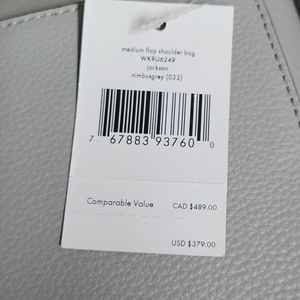 medium flap shoulder bag
WKRU6249
jackson
nimbusgrey (032)
7 67883 93760 0
Comparable Value CAD $489.00
USD $379.00